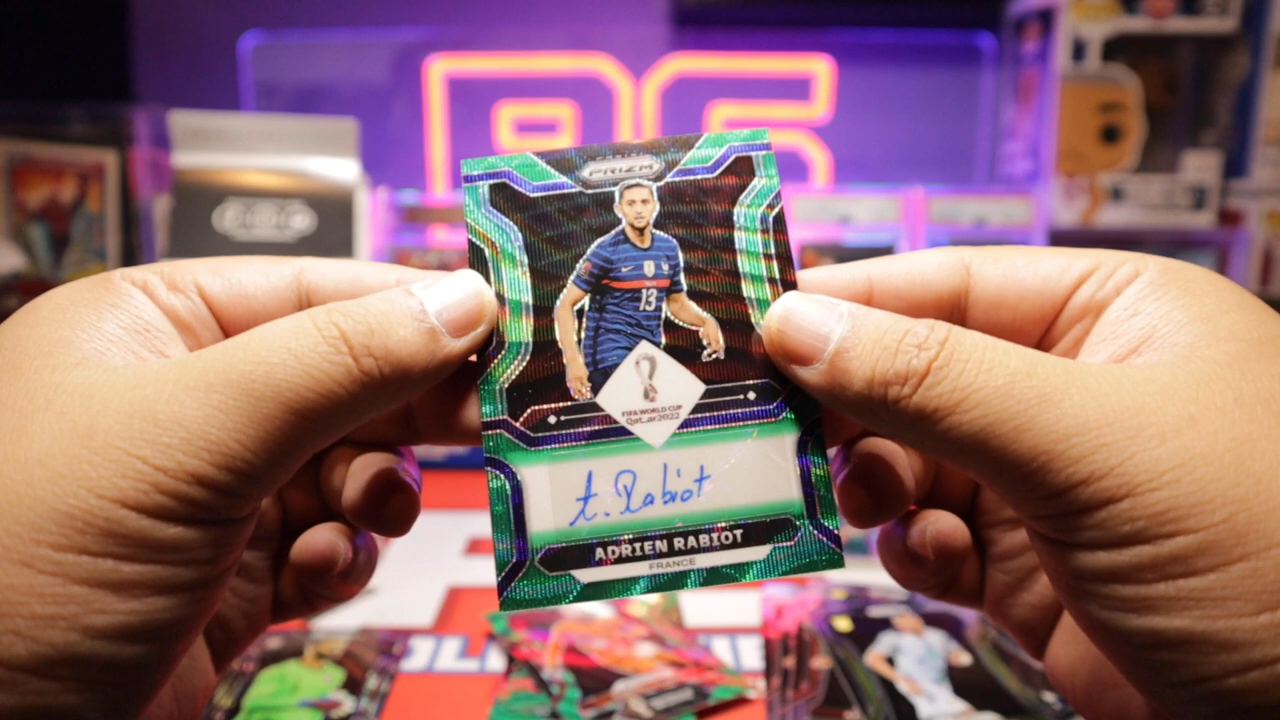 PRIZM
13
FIFA WORLD CUP
Qatar2022
A. Rabiot
ADRIEN RABIOT
FRANCE